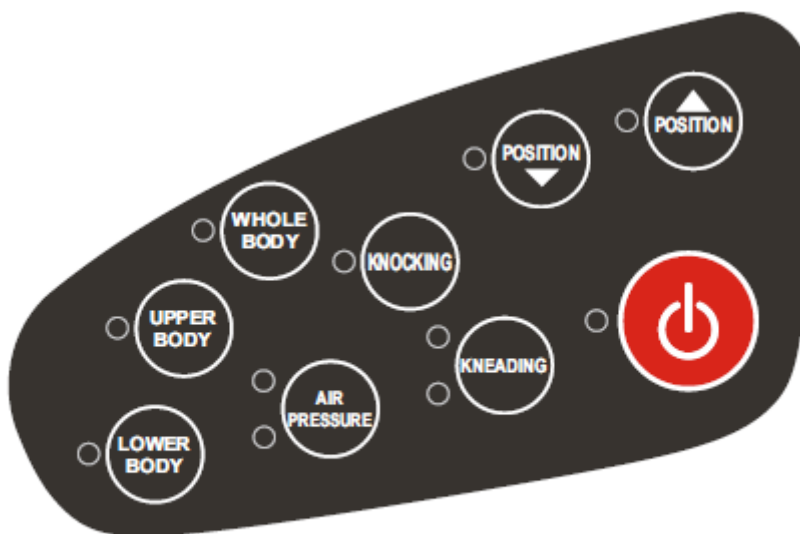 POSITION
POSITION
WHOLE
BODY
KNOCKING
UPPER
BODY
KNEADING
AIR
PRESSURE
LOWER
BODY